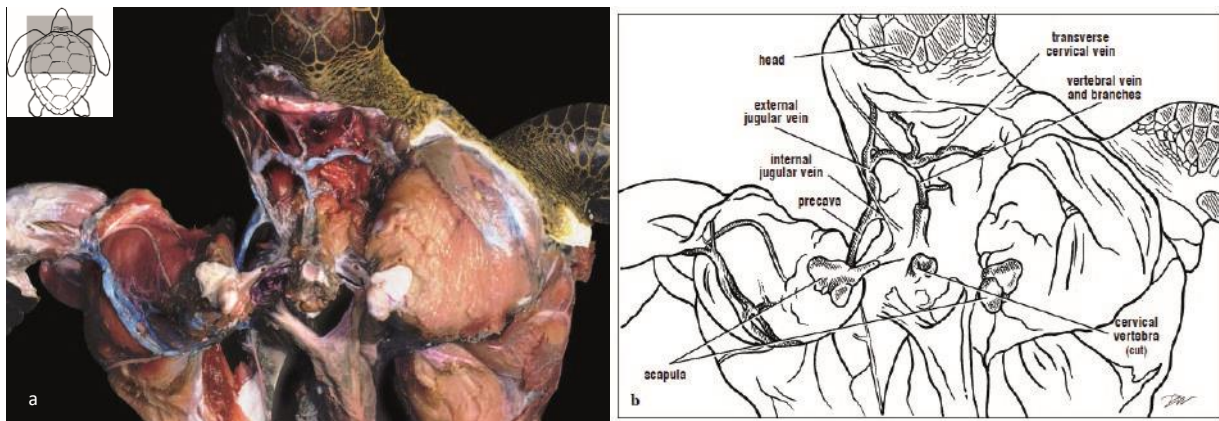 a
head
transverse
cervical vein
vertebral vein
and branches
external
jugular vein
internal
jugular vein
precava
scapula
cervical
vertebra
(cut)
b